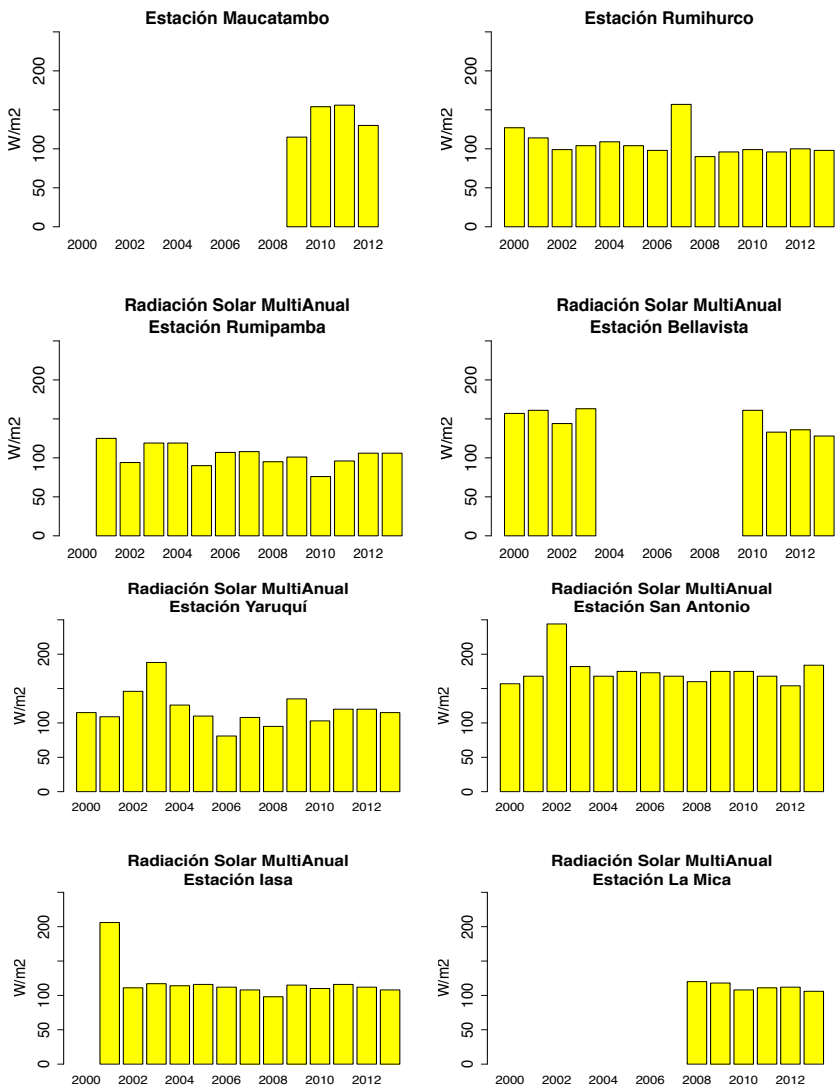 Estación Maucatambo
W/m2
0 50 100 200
2000 2002 2004 2006 2008 2010 2012
Estación Rumihurco
W/m2
0 50 100 200
2000 2002 2004 2006 2008 2010 2012
Radiación Solar MultiAnual
Estación Rumipamba
W/m2
0 50 100 200
2000 2002 2004 2006 2008 2010 2012
Radiación Solar MultiAnual
Estación Bellavista
W/m2
0 50 100 200
2000 2002 2004 2006 2008 2010 2012
Radiación Solar MultiAnual
Estación Yaruquí
W/m2
0 50 100 200
2000 2002 2004 2006 2008 2010 2012
Radiación Solar MultiAnual
Estación San Antonio
W/m2
0 50 100 200
2000 2002 2004 2006 2008 2010 2012
Radiación Solar MultiAnual
Estación Iasa
W/m2
0 50 100 200
2000 2002 2004 2006 2008 2010 2012
Radiación Solar MultiAnual
Estación La Mica
W/m2
0 50 100 200
2000 2002 2004 2006 2008 2010 2012